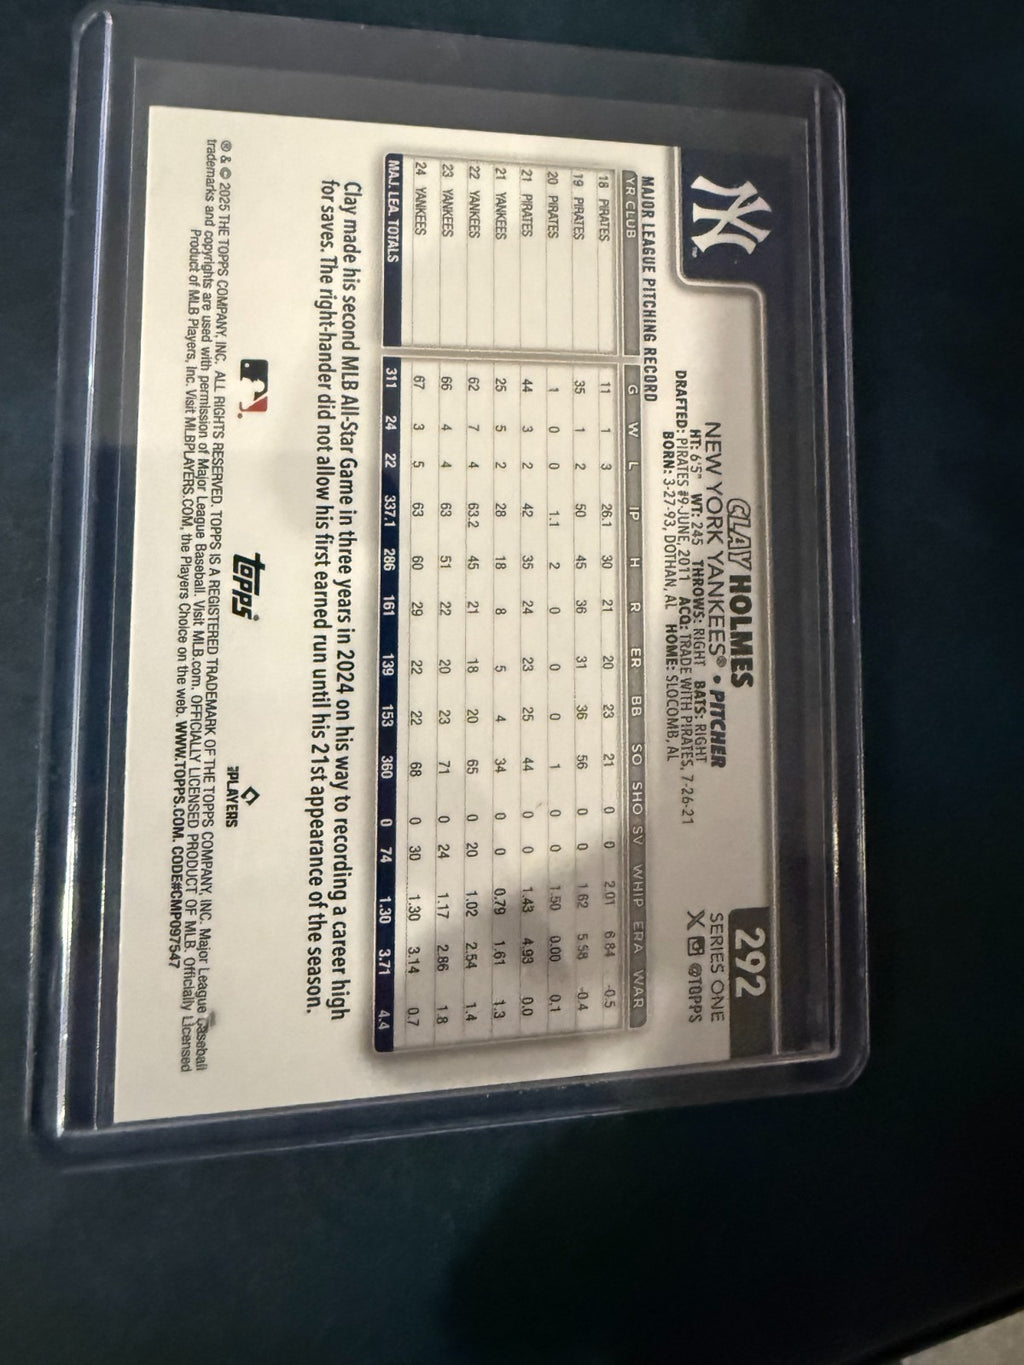 NY
™
292
SERIES ONE
X @TOPPS
CLAY HOLMES
NEW YORK YANKEES® • PITCHER
HT: 6'5" WT: 245 THROWS: RIGHT BATS: RIGHT
DRAFTED: PIRATES #9-JUNE, 2011 ACQ: TRADE WITH PIRATES, 7-26-21
BORN: 3-27-93, DOTHAN, AL HOME: SLOCOMB, AL
MAJOR LEAGUE PITCHING RECORD
YR CLUB G W L IP H R ER BB SO SHO SV WHIP ERA WAR
18 PIRATES 11 1 3 26.1 30 21 20 23 21 0 0 2.01 6.84 -0.5
19 PIRATES 35 1 2 50 45 36 31 36 56 0 0 1.62 5.58 -0.4
20 PIRATES 1 0 0 1.1 2 0 0 0 1 0 0 1.50 0.00 0.1
21 PIRATES 44 3 2 42 35 24 23 25 44 0 0 1.43 4.93 0.0
21 YANKEES 25 5 2 28 18 8 5 4 34 0 0 0.79 1.61 1.3
22 YANKEES 62 7 4 63.2 45 21 18 20 65 0 20 1.02 2.54 1.4
23 YANKEES 66 4 4 63 51 22 20 23 71 0 24 1.17 2.86 1.8
24 YANKEES 67 3 5 63 60 29 22 22 68 0 30 1.30 3.14 0.7
MAJ. LEA. TOTALS 311 24 22 337.1 286 161 139 153 360 0 74 1.30 3.71 4.4
Clay made his second MLB All-Star Game in three years in 2024 on his way to recording a career high
for saves. The right-hander did not allow his first earned run until his 21st appearance of the season.
topps
PLAYERS
® & © 2025 THE TOPPS COMPANY, INC. ALL RIGHTS RESERVED. TOPPS IS A REGISTERED TRADEMARK OF THE TOPPS COMPANY, INC. Major League Baseball
trademarks and copyrights are used with permission of Major League Baseball. Visit MLB.com. OFFICIALLY LICENSED PRODUCT OF MLB. Officially Licensed
Product of MLB Players, Inc. Visit MLBPLAYERS.COM, the Players Choice on the web. WWW.TOPPS.COM. CODE#CMP097547